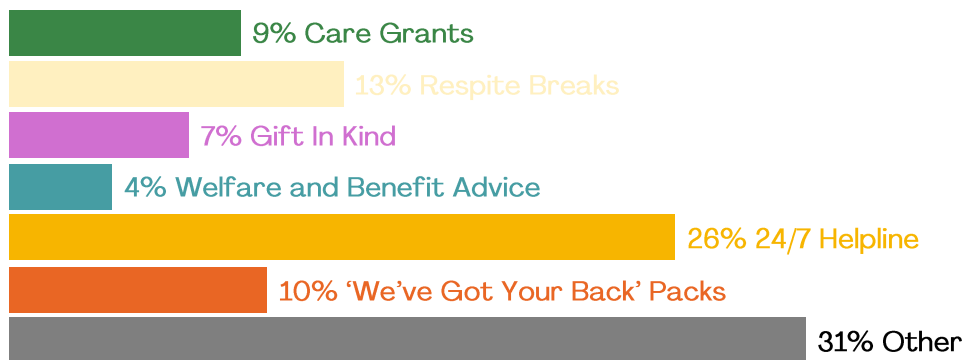 9% Care Grants
13% Respite Breaks
7% Gift In Kind
4% Welfare and Benefit Advice
26% 24/7 Helpline
10% ‘We’ve Got Your Back’ Packs
31% Other